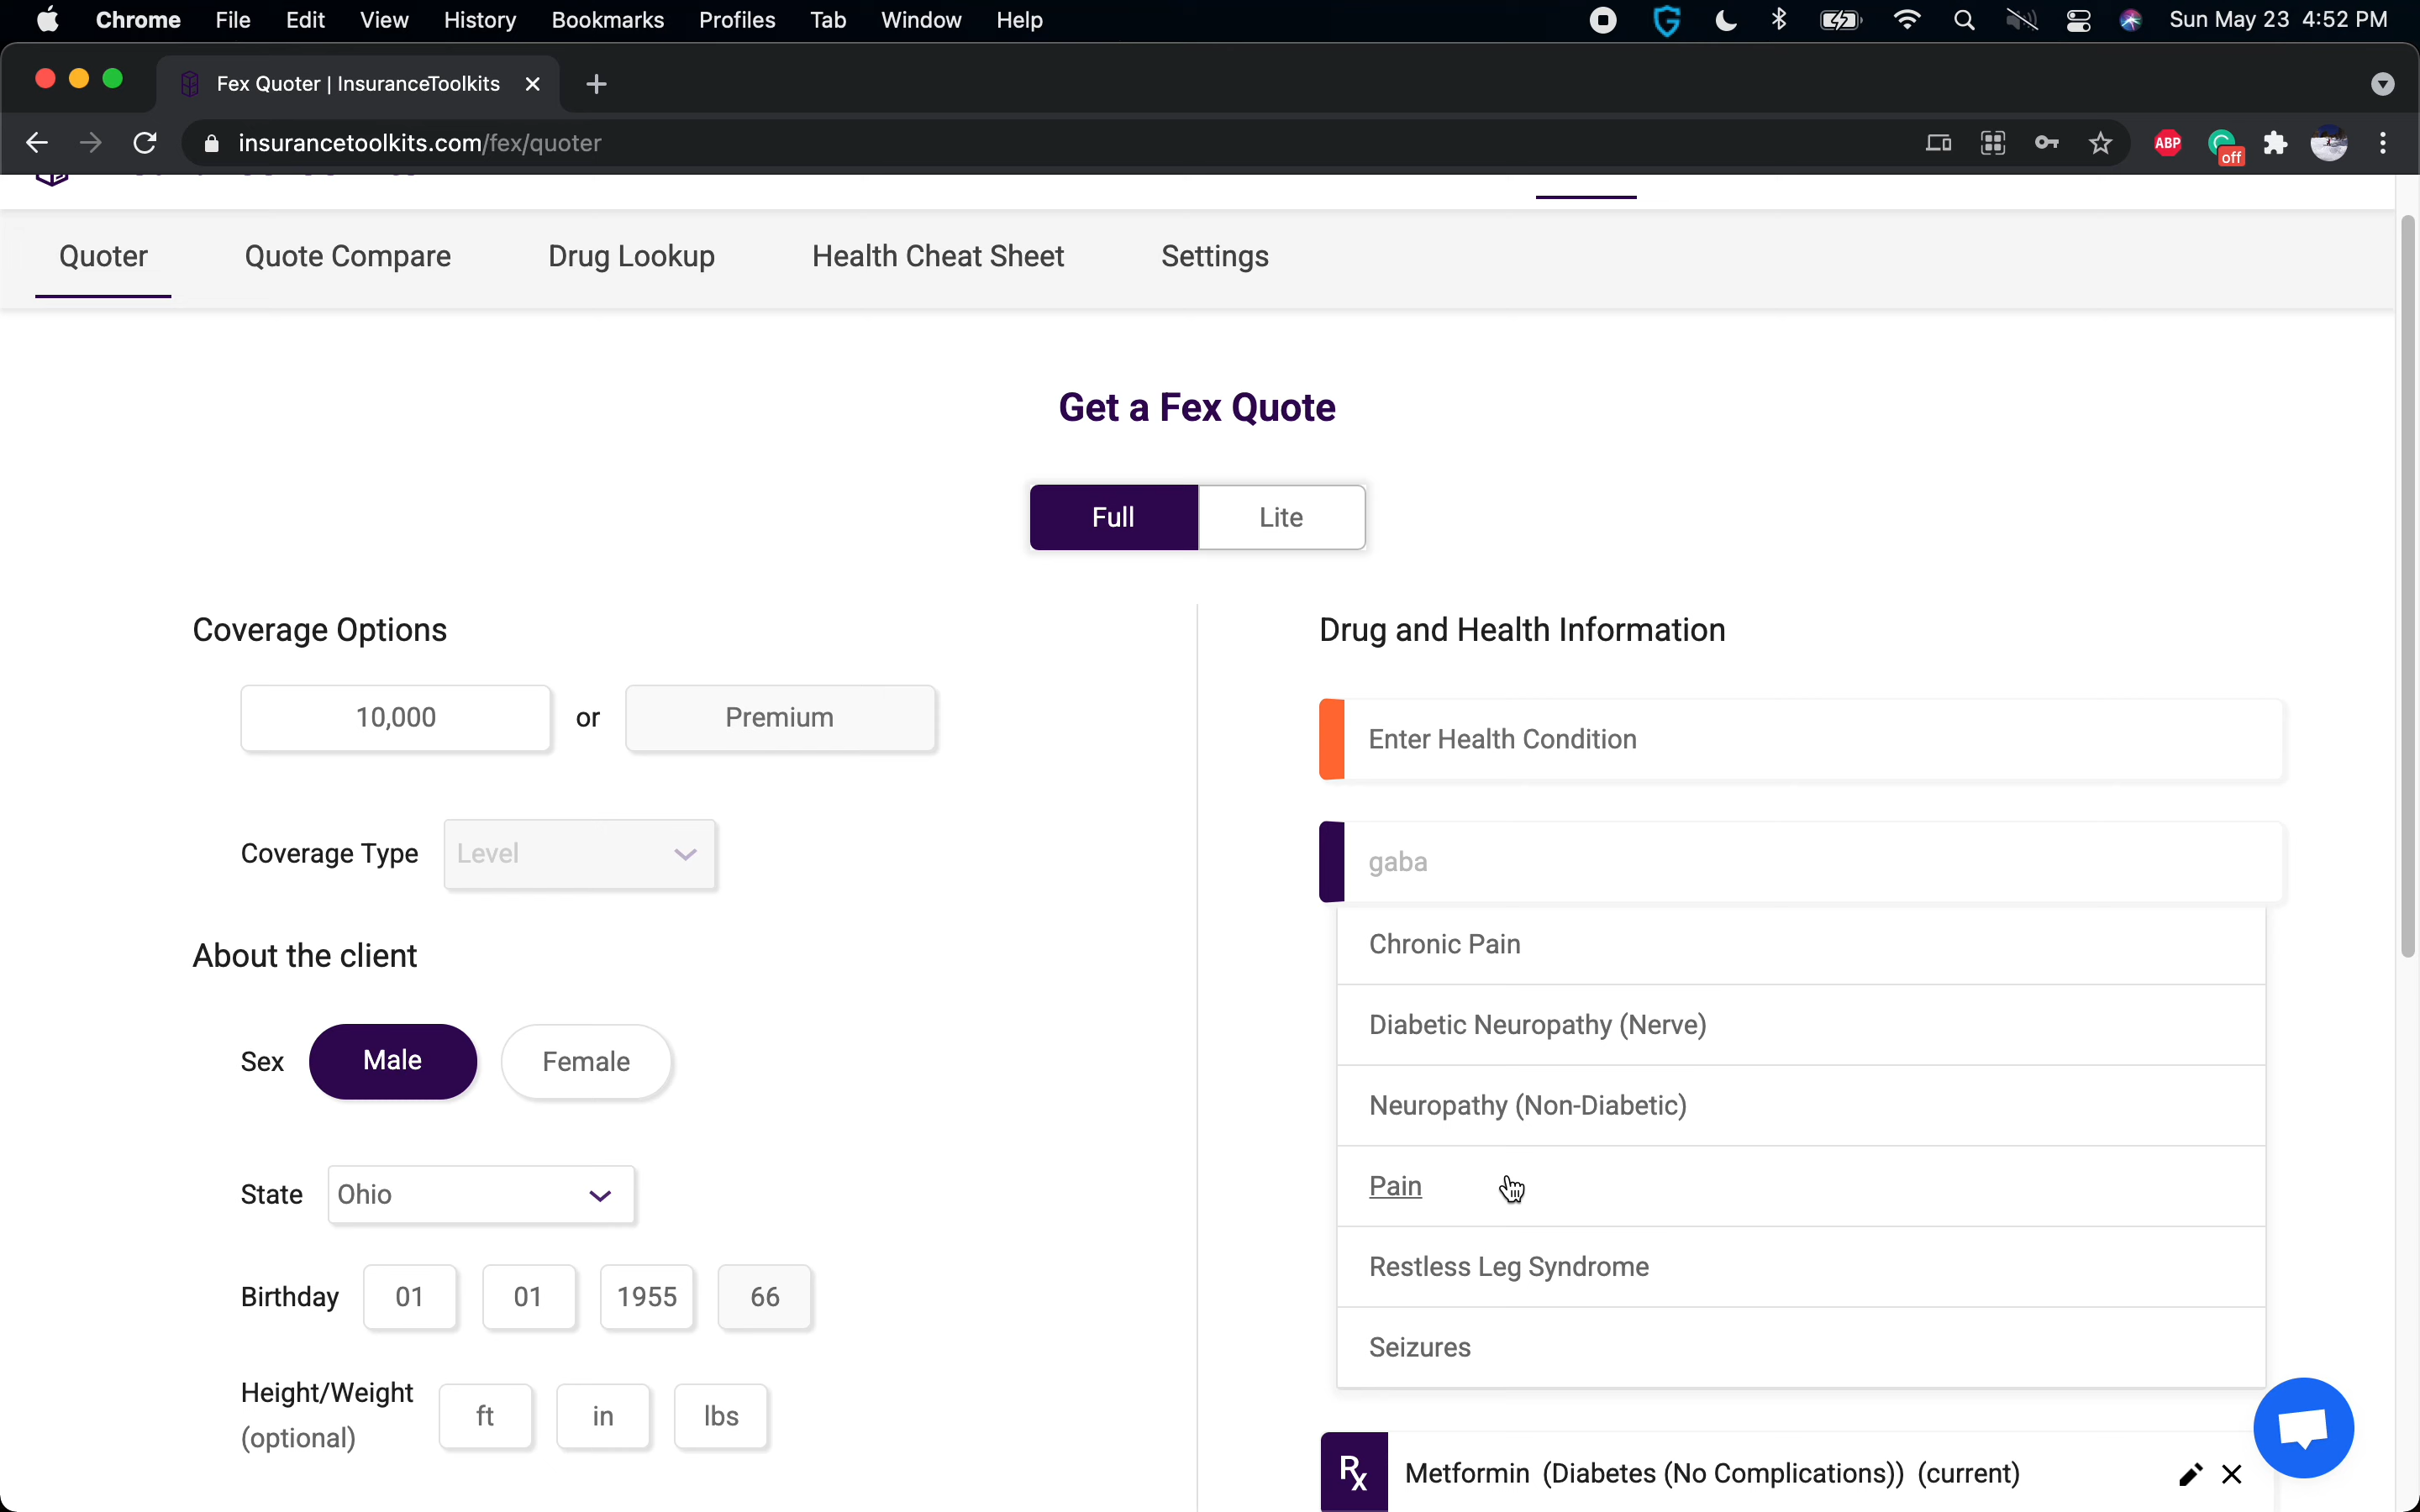 Chrome File Edit View History Bookmarks Profiles Tab Window Help Sun May 23 4:52 PM
Fex Quoter | InsuranceToolkits
insurancetoolkits.com/fex/quoter
ABP
off
Quoter Quote Compare Drug Lookup Health Cheat Sheet Settings
Get a Fex Quote
Full Lite
Coverage Options
10,000 or Premium
Coverage Type Level
About the client
Sex Male Female
State Ohio
Birthday 01 01 1955 66
Height/Weight ft in lbs
(optional)
Drug and Health Information
Enter Health Condition
gaba
Chronic Pain
Diabetic Neuropathy (Nerve)
Neuropathy (Non-Diabetic)
Pain
Restless Leg Syndrome
Seizures
Rx Metformin (Diabetes (No Complications)) (current)